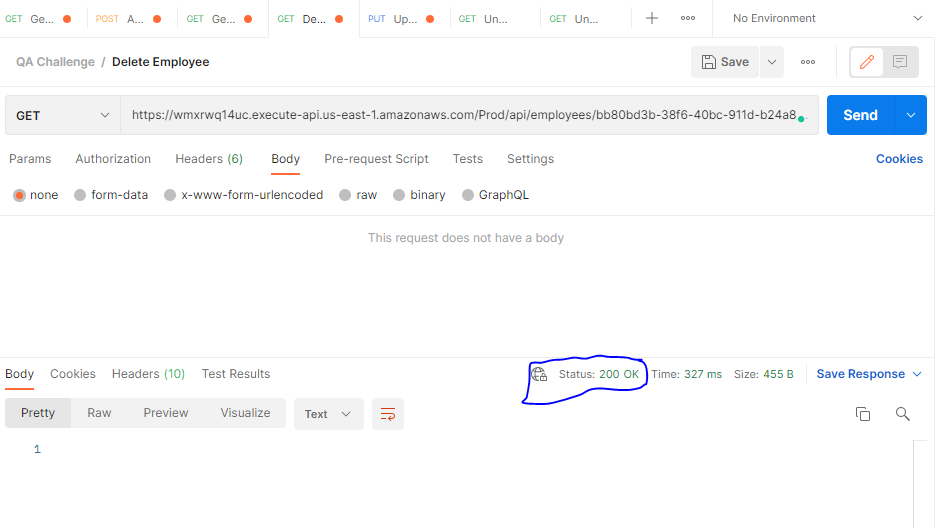 GET Ge... POST A... GET Ge... GET De... PUT Up... GET Un... GET Un... No Environment
QA Challenge / Delete Employee Save
GET https://wmxrwq14uc.execute-api.us-east-1.amazonaws.com/Prod/api/employees/bb80bd3b-38f6-40bc-911d-b24a8 Send
Params Authorization Headers (6) Body Pre-request Script Tests Settings Cookies
none form-data x-www-form-urlencoded raw binary GraphQL
This request does not have a body
Body Cookies Headers (10) Test Results Status: 200 OK Time: 327 ms Size: 455 B Save Response
Pretty Raw Preview Visualize Text
1